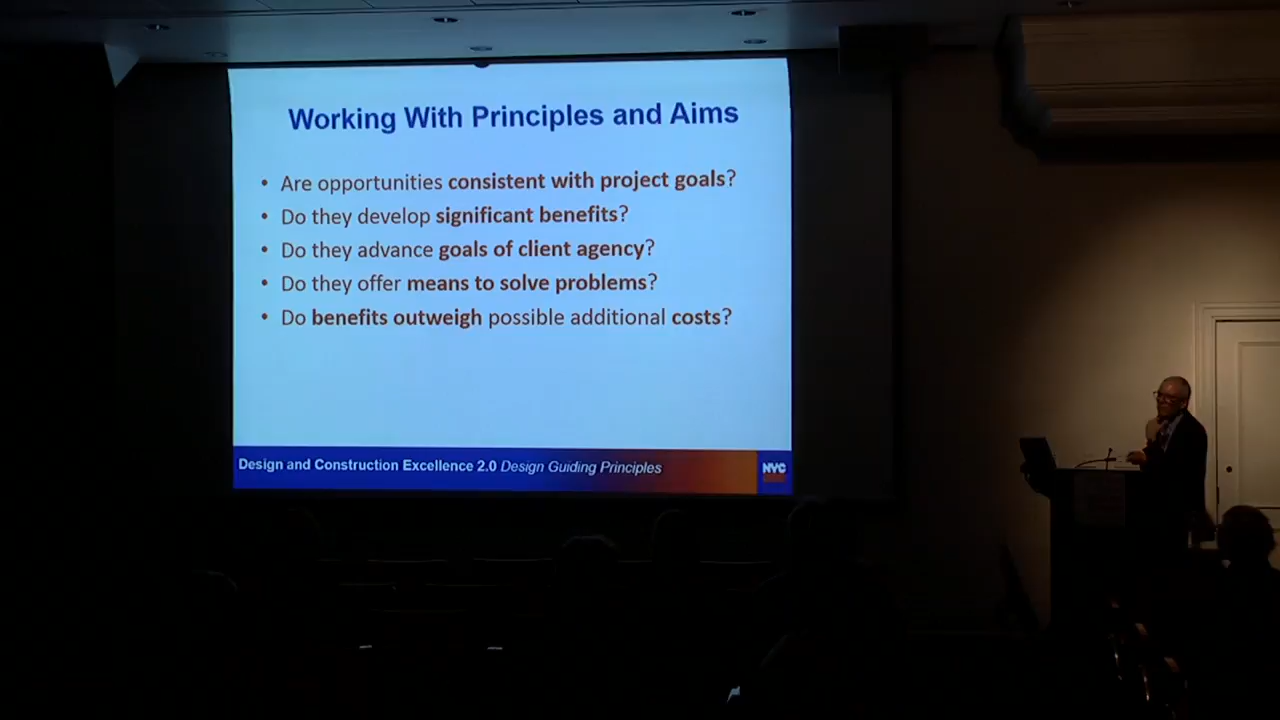 Working With Principles and Aims
• Are opportunities consistent with project goals?
• Do they develop significant benefits?
• Do they advance goals of client agency?
• Do they offer means to solve problems?
• Do benefits outweigh possible additional costs?
Design and Construction Excellence 2.0 Design Guiding Principles
NYC